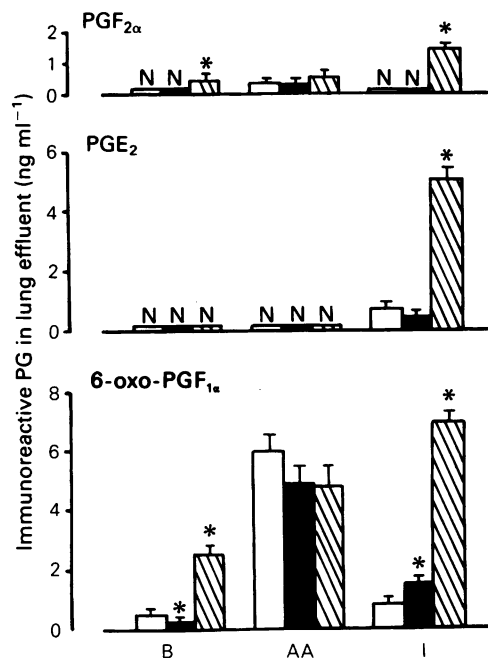 PGF₂α
2
1
0
N N
*
N N
*
PGE₂
6
4
2
0
N N N
N N N
*
6-oxo-PGF₁α
8
6
4
2
0
*
*
*
*
B
AA
I
Immunoreactive PG in lung effluent (ng ml⁻¹)